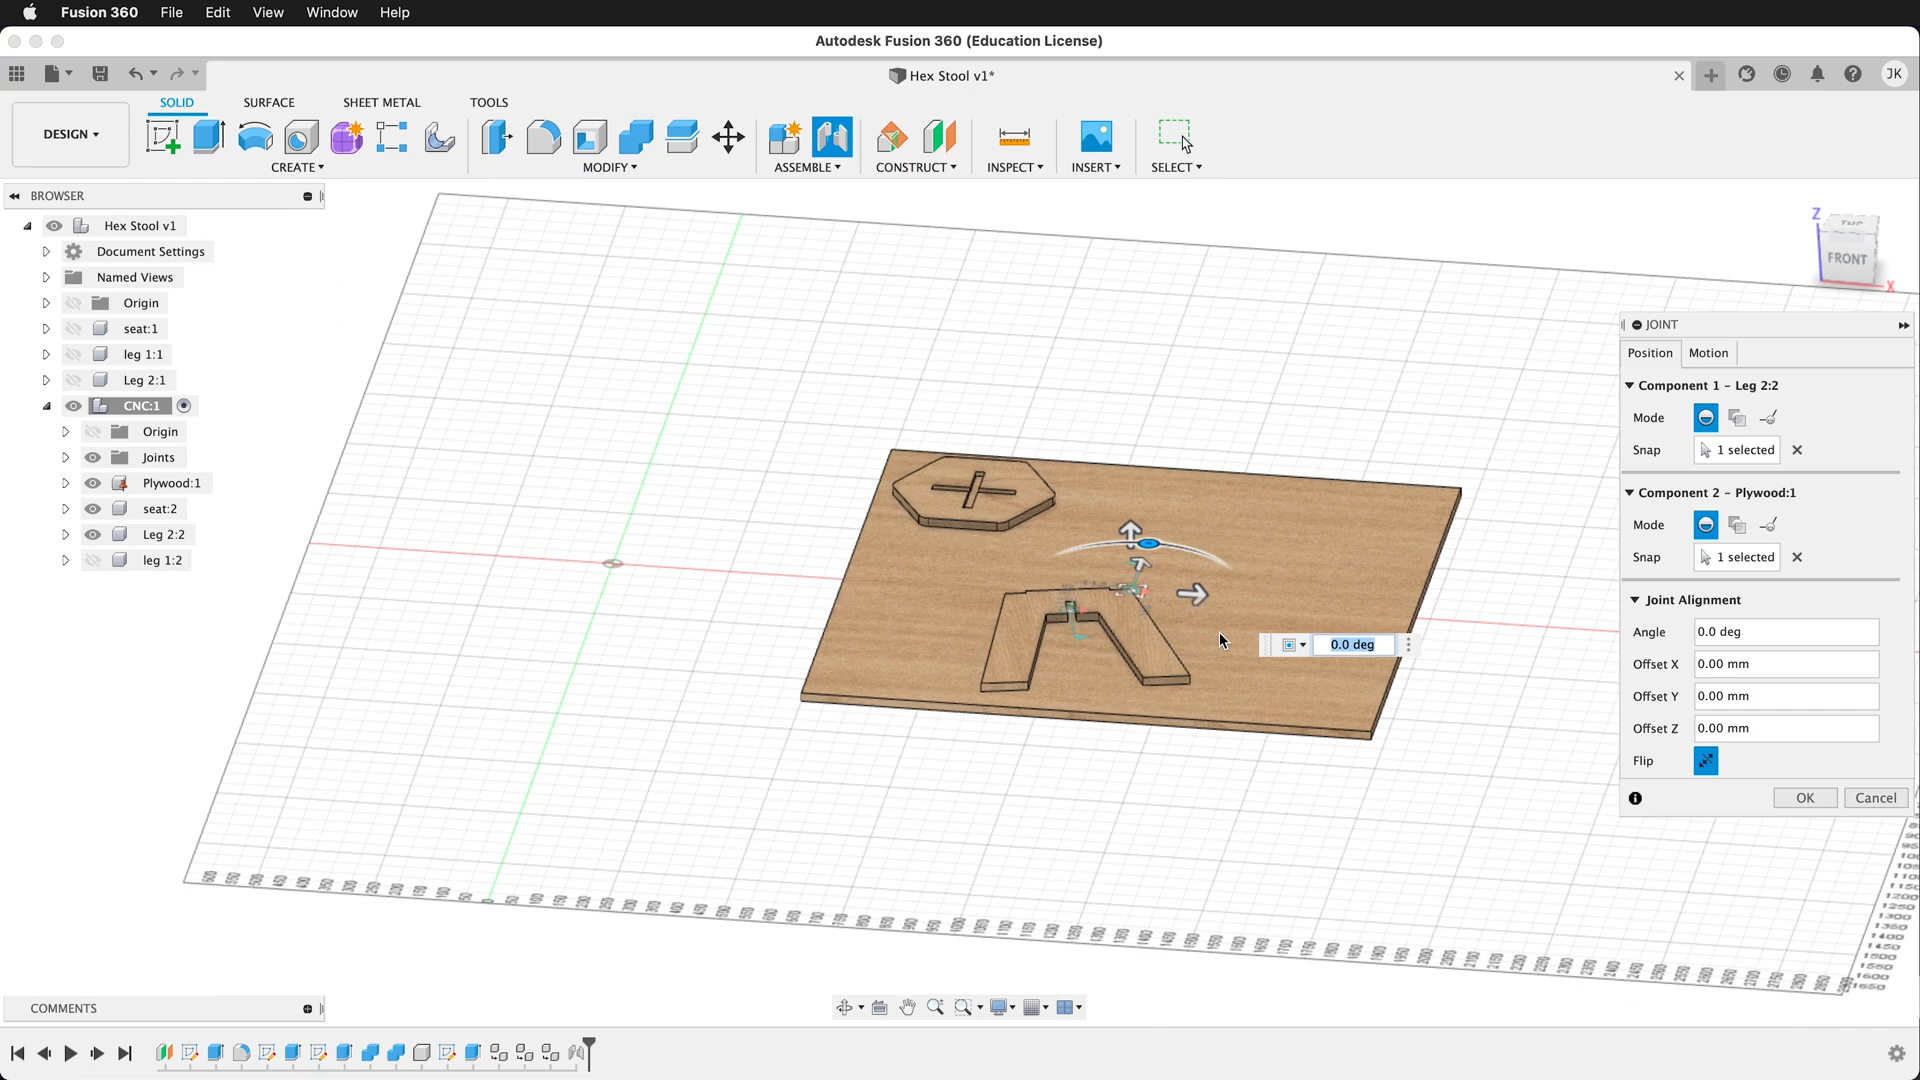 Fusion 360 File Edit View Window Help
Autodesk Fusion 360 (Education License)
Hex Stool v1*
JK
SOLID SURFACE SHEET METAL TOOLS
DESIGN
CREATE MODIFY ASSEMBLE CONSTRUCT INSPECT INSERT SELECT
BROWSER
Hex Stool v1
Document Settings
Named Views
Origin
seat:1
leg 1:1
Leg 2:1
CNC:1
Origin
Joints
Plywood:1
seat:2
Leg 2:2
leg 1:2
Z
TOP
FRONT
X
0.0 deg
JOINT
Position Motion
Component 1 - Leg 2:2
Mode
Snap 1 selected
Component 2 - Plywood:1
Mode
Snap 1 selected
Joint Alignment
Angle 0.0 deg
Offset X 0.00 mm
Offset Y 0.00 mm
Offset Z 0.00 mm
Flip
OK Cancel
COMMENTS